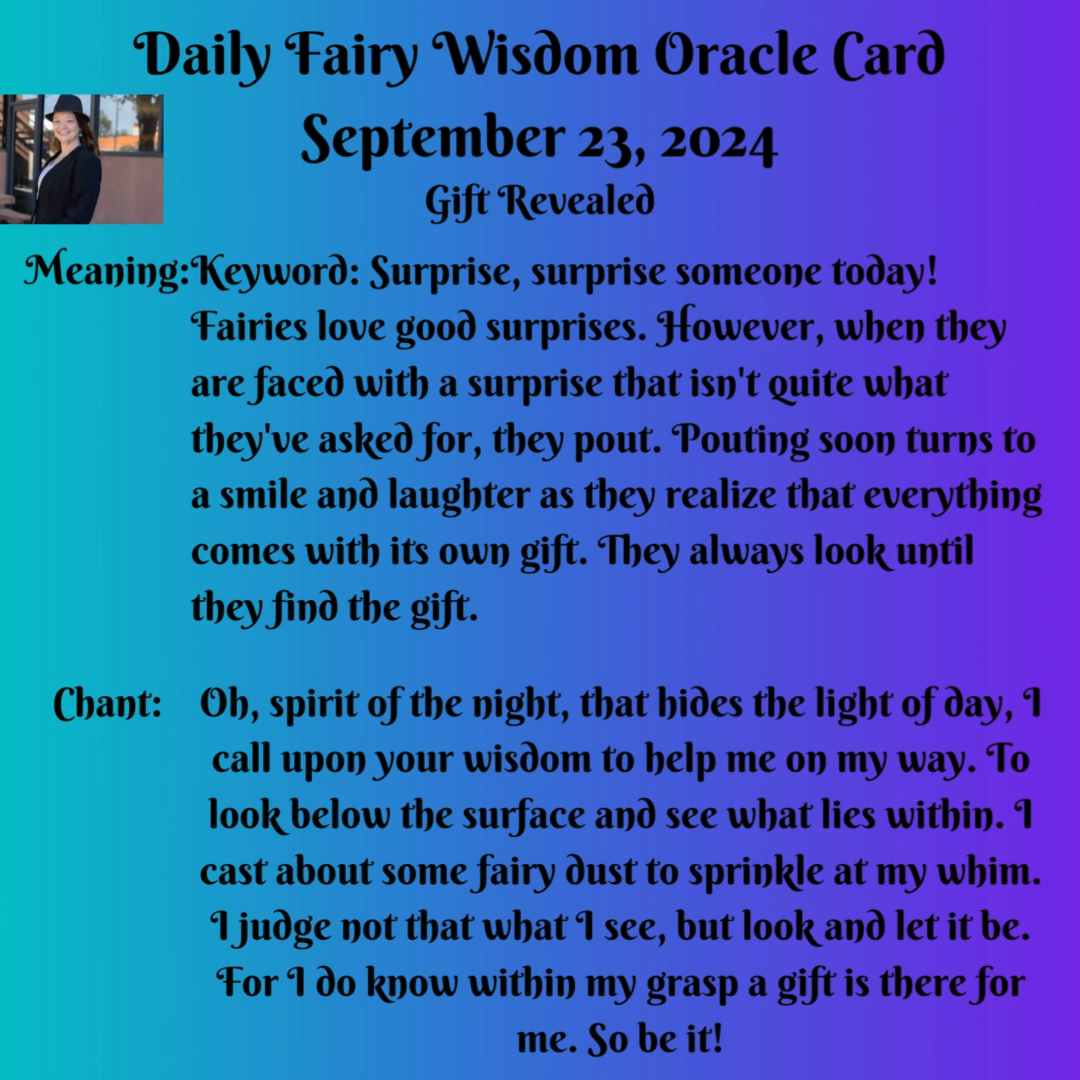 Daily Fairy Wisdom Oracle Card
September 23, 2024
Gift Revealed
Meaning:Keyword: Surprise, surprise someone today!
Fairies love good surprises. However, when they
are faced with a surprise that isn't quite what
they've asked for, they pout. Pouting soon turns to
a smile and laughter as they realize that everything
comes with its own gift. They always look until
they find the gift.
Chant: Oh, spirit of the night, that hides the light of day, I
call upon your wisdom to help me on my way. To
look below the surface and see what lies within. I
cast about some fairy dust to sprinkle at my whim.
I judge not that what I see, but look and let it be.
For I do know within my grasp a gift is there for
me. So be it!